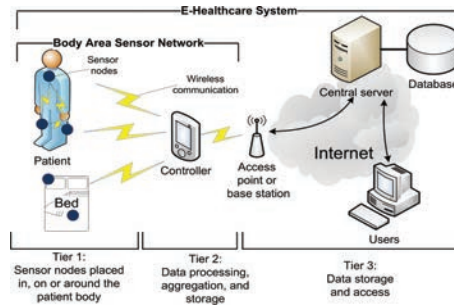 E-Healthcare System
Body Area Sensor Network
Sensor
nodes
Wireless
communication
Central server
Database
Patient
Controller
Access
point or
base station
Internet
Bed
Users
Tier 1:
Sensor nodes placed
in, on or around the
patient body
Tier 2:
Data processing,
aggregation, and
storage
Tier 3:
Data storage
and access